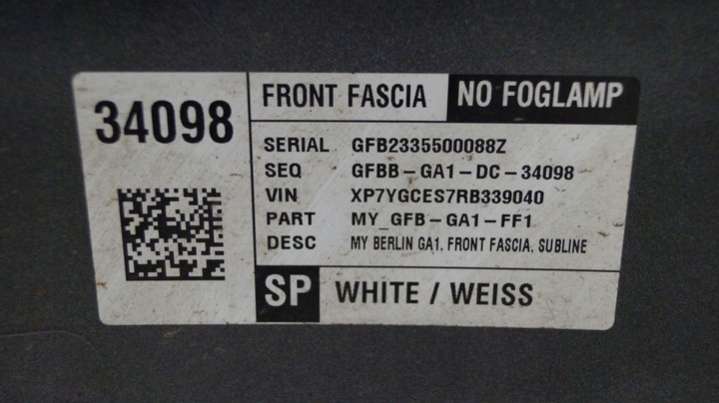 34098
FRONT FASCIA NO FOGLAMP
SERIAL GFB2335500088Z
SEQ GFBB-GA1-DC-34098
VIN XP7YGCES7RB339040
PART MY_GFB-GA1-FF1
DESC MY BERLIN GA1, FRONT FASCIA, SUBLINE
SP WHITE / WEISS